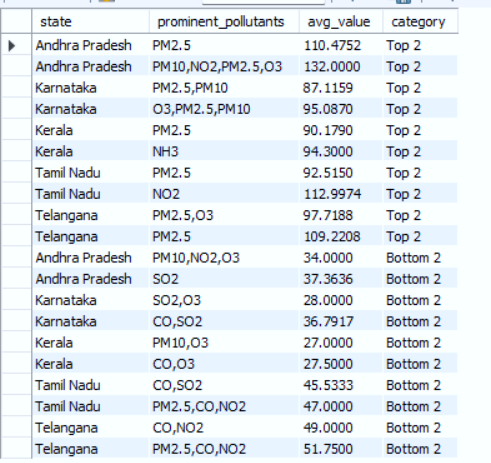 state prominent_pollutants avg_value category
Andhra Pradesh PM2.5 110.4752 Top 2
Andhra Pradesh PM10,NO2,PM2.5,O3 132.0000 Top 2
Karnataka PM2.5,PM10 87.1159 Top 2
Karnataka O3,PM2.5,PM10 95.0870 Top 2
Kerala PM2.5 90.1790 Top 2
Kerala NH3 94.3000 Top 2
Tamil Nadu PM2.5 92.5150 Top 2
Tamil Nadu NO2 112.9974 Top 2
Telangana PM2.5,O3 97.7188 Top 2
Telangana PM2.5 109.2208 Top 2
Andhra Pradesh PM10,NO2,O3 34.0000 Bottom 2
Andhra Pradesh SO2 37.3636 Bottom 2
Karnataka SO2,O3 28.0000 Bottom 2
Karnataka CO,SO2 36.7917 Bottom 2
Kerala PM10,O3 27.0000 Bottom 2
Kerala CO,O3 27.5000 Bottom 2
Tamil Nadu CO,SO2 45.5333 Bottom 2
Tamil Nadu PM2.5,CO,NO2 47.0000 Bottom 2
Telangana CO,NO2 49.0000 Bottom 2
Telangana PM2.5,CO,NO2 51.7500 Bottom 2